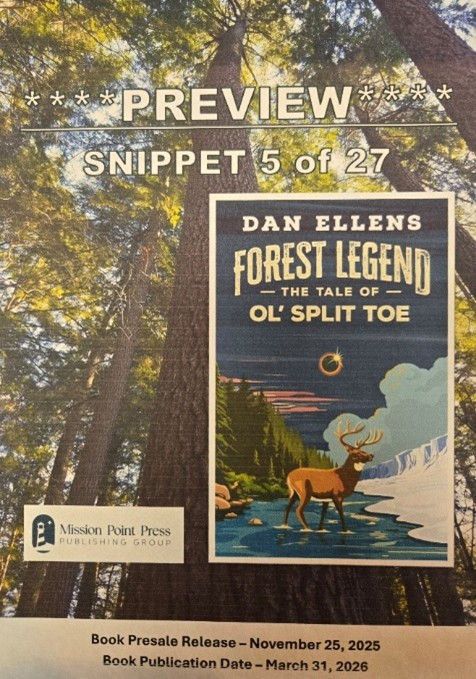 ****PREVIEW****
SNIPPET 5 of 27
DAN ELLENS
FOREST LEGEND
— THE TALE OF —
OL' SPLIT TOE
Mission Point Press
PUBLISHING GROUP
Book Presale Release – November 25, 2025
Book Publication Date – March 31, 2026